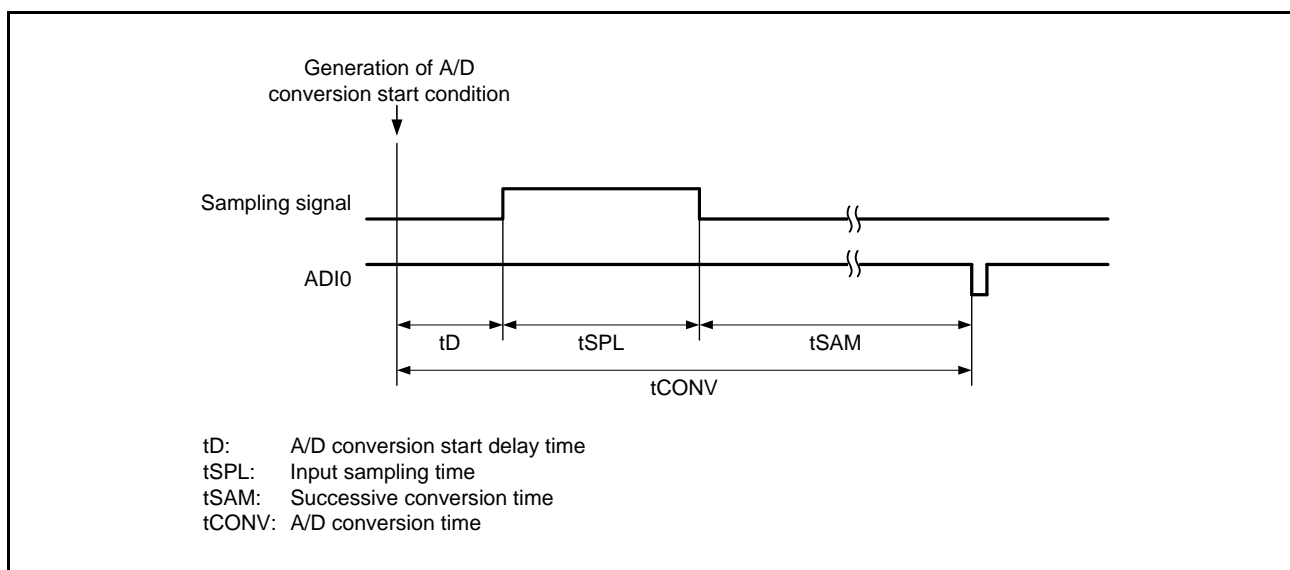 Generation of A/D
conversion start condition
Sampling signal
ADI0
tD
tSPL
tSAM
tCONV
tD: A/D conversion start delay time
tSPL: Input sampling time
tSAM: Successive conversion time
tCONV: A/D conversion time